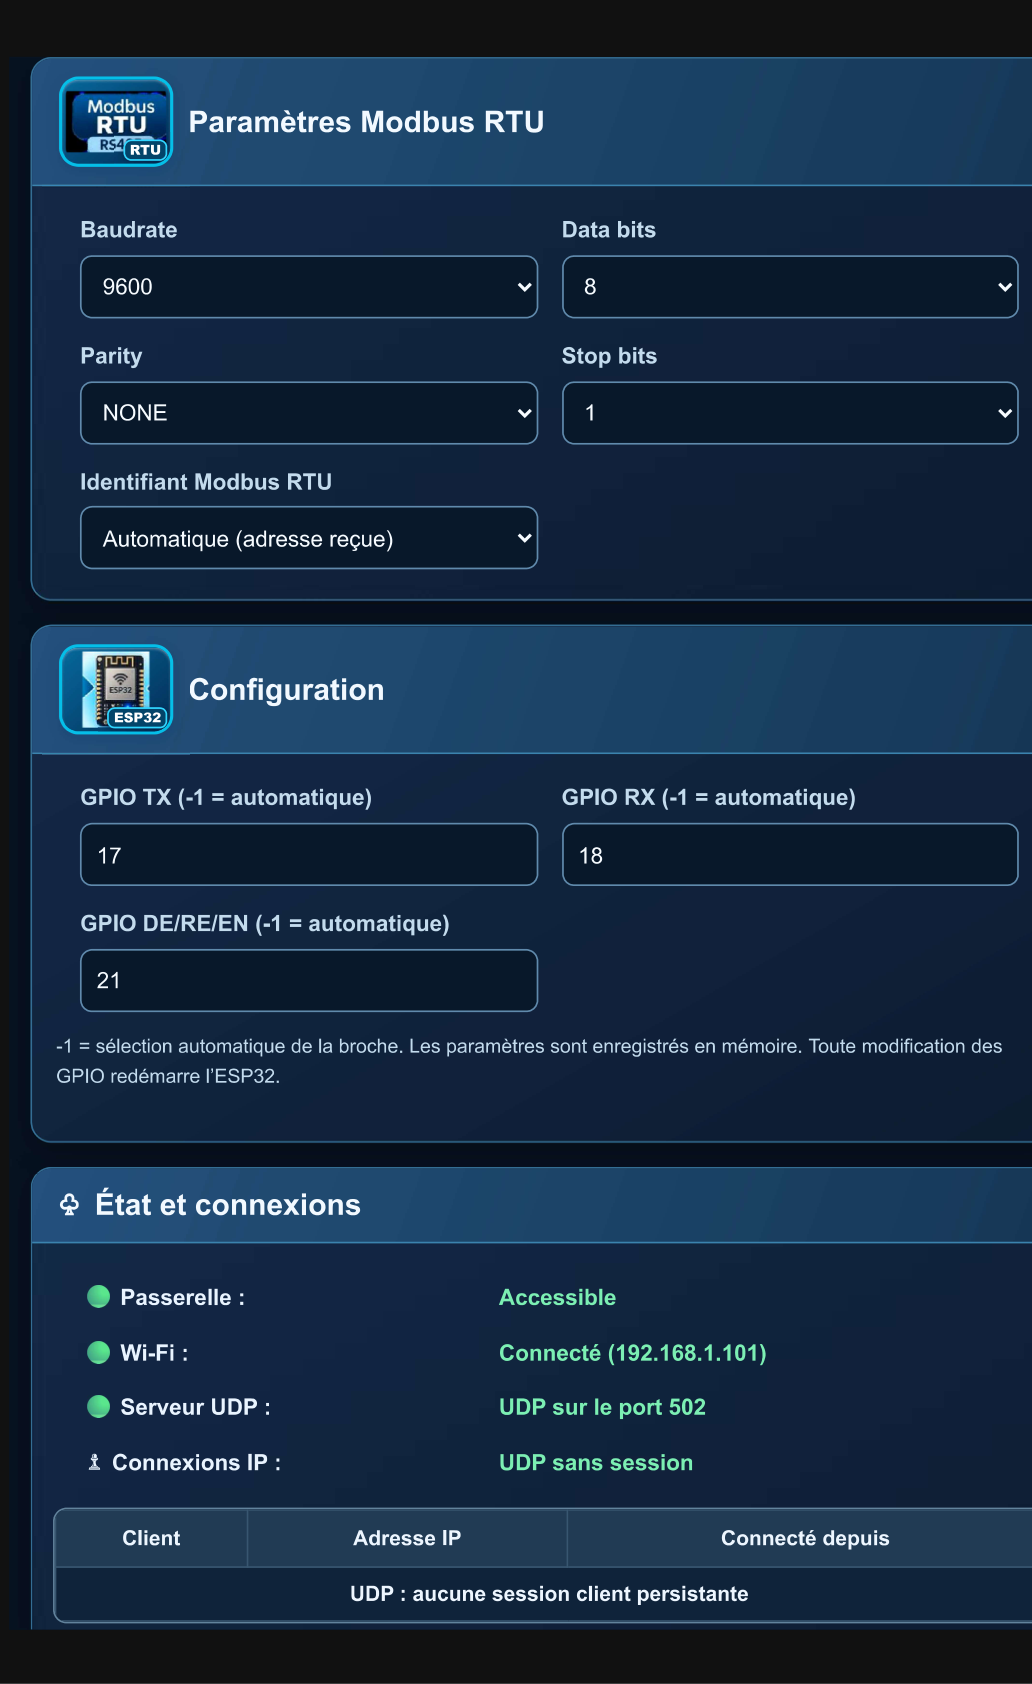 Modbus
RTU
RS4
RTU
Paramètres Modbus RTU
Baudrate
Data bits
9600
8
Parity
Stop bits
NONE
1
Identifiant Modbus RTU
Automatique (adresse reçue)
ESP32
ESP32
Configuration
GPIO TX (-1 = automatique)
GPIO RX (-1 = automatique)
17
18
GPIO DE/RE/EN (-1 = automatique)
21
-1 = sélection automatique de la broche. Les paramètres sont enregistrés en mémoire. Toute modification des
GPIO redémarre l’ESP32.
État et connexions
Passerelle : Accessible
Wi-Fi : Connecté (192.168.1.101)
Serveur UDP : UDP sur le port 502
Connexions IP : UDP sans session
Client Adresse IP Connecté depuis
UDP : aucune session client persistante